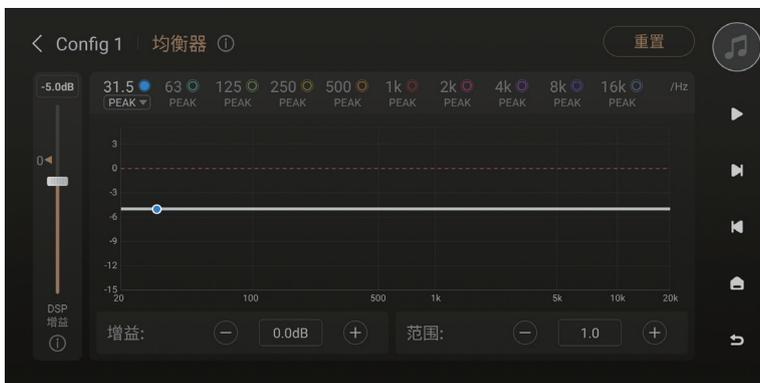 Config 1 均衡器 重置
-5.0dB
31.5 63 125 250 500 1k 2k 4k 8k 16k /Hz
PEAK PEAK PEAK PEAK PEAK PEAK PEAK PEAK PEAK PEAK
3
0
0
-3
-6
-9
-12
-15
20 100 500 1k 5k 10k 20k
DSP
增益
增益: 0.0dB 范围: 1.0